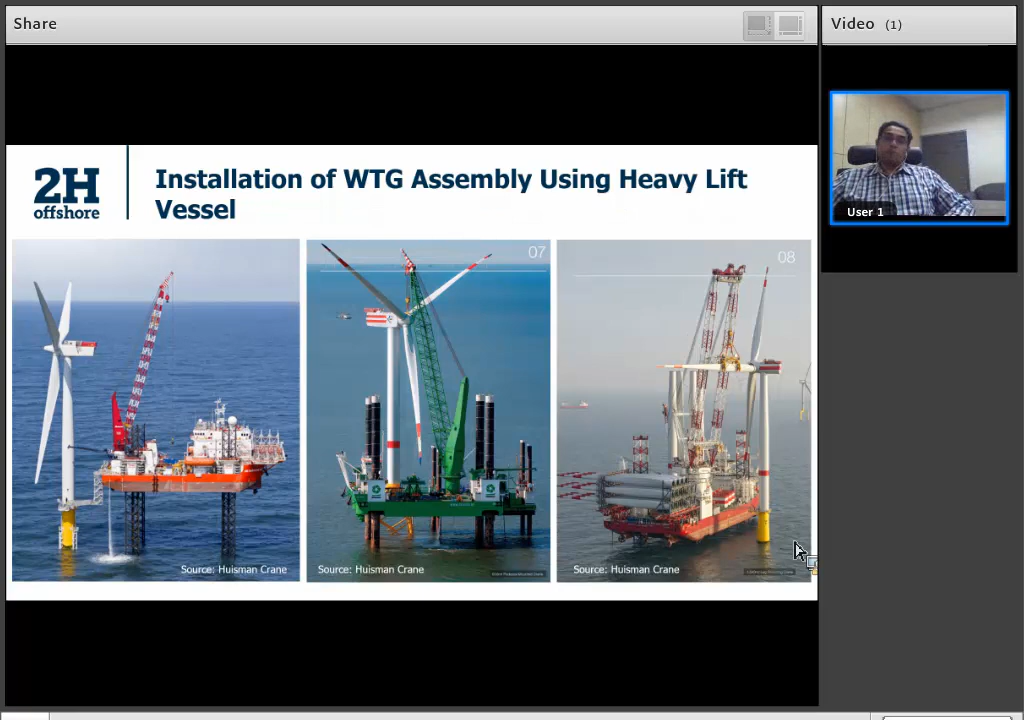 Share
Video (1)
2H
offshore
Installation of WTG Assembly Using Heavy Lift
Vessel
07
08
Source: Huisman Crane
Source: Huisman Crane
Source: Huisman Crane
User 1